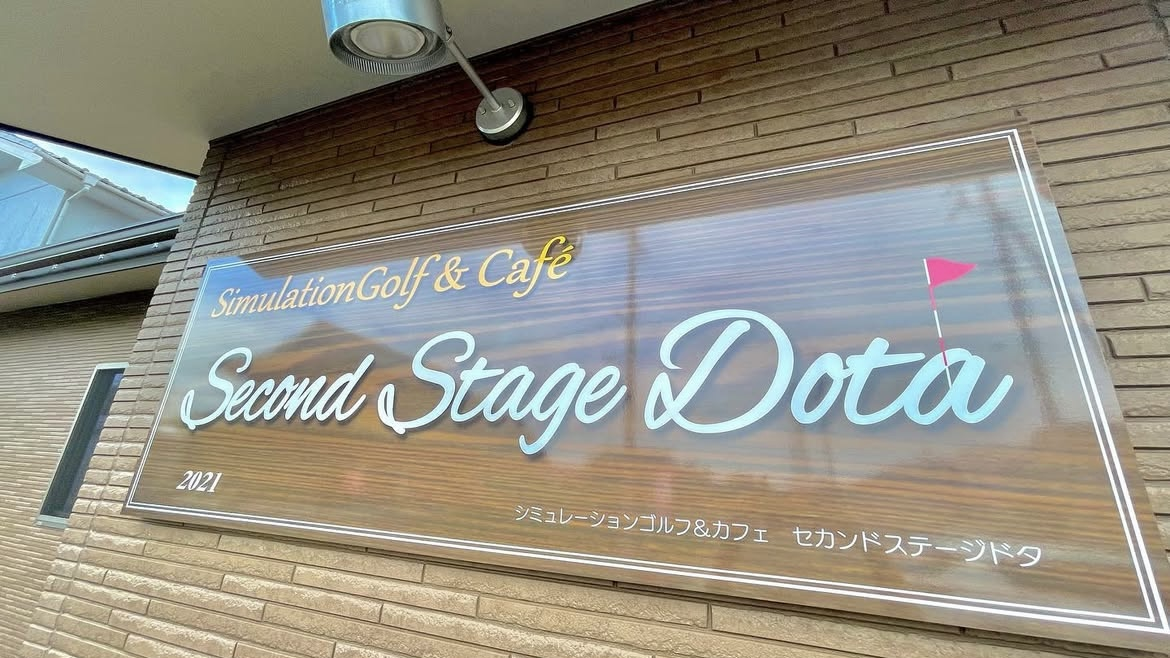 SimulationGolf & Café
Second Stage Dota
2021
シミュレーションゴルフ&カフェ　セカンドステージドタ